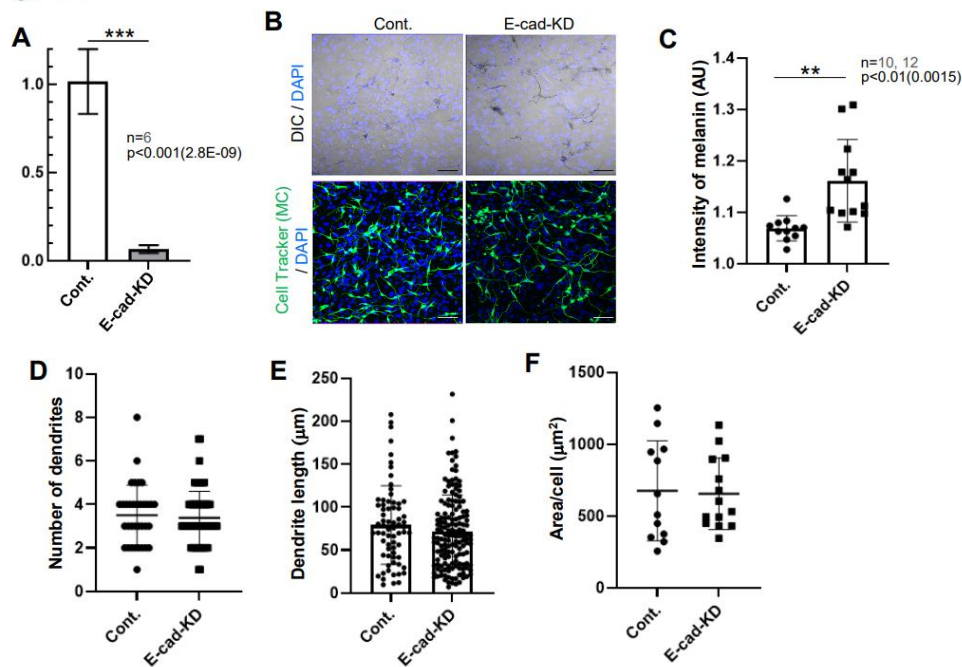 A
***
1.0
0.5
0.0
n=6
p<0.001(2.8E-09)
Cont.
E-cad-KD
B
Cont.
E-cad-KD
DIC / DAPI
Cell Tracker (MC)
/ DAPI
C
n=10, 12
p<0.01(0.0015)
**
Intensity of melanin (AU)
1.4
1.3
1.2
1.1
1.0
Cont.
E-cad-KD
D
Number of dendrites
10
8
6
4
2
0
Cont.
E-cad-KD
E
Dendrite length (μm)
250
200
150
100
50
0
Cont.
E-cad-KD
F
Area/cell (μm²)
1500
1000
500
0
Cont.
E-cad-KD